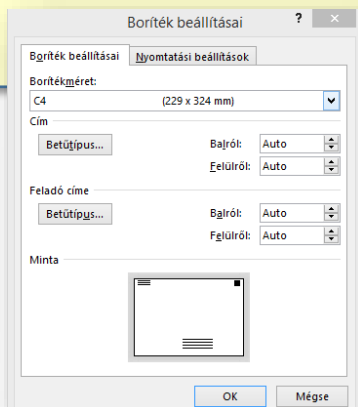 Boríték beállításai ?
Boríték beállításai Nyomtatási beállítások
Borítékméret:
C4 (229 x 324 mm)
Cím
Betűtípus... Balról: Auto
Felülről: Auto
Feladó címe
Betűtípus... Balról: Auto
Felülről: Auto
Minta
OK Mégse